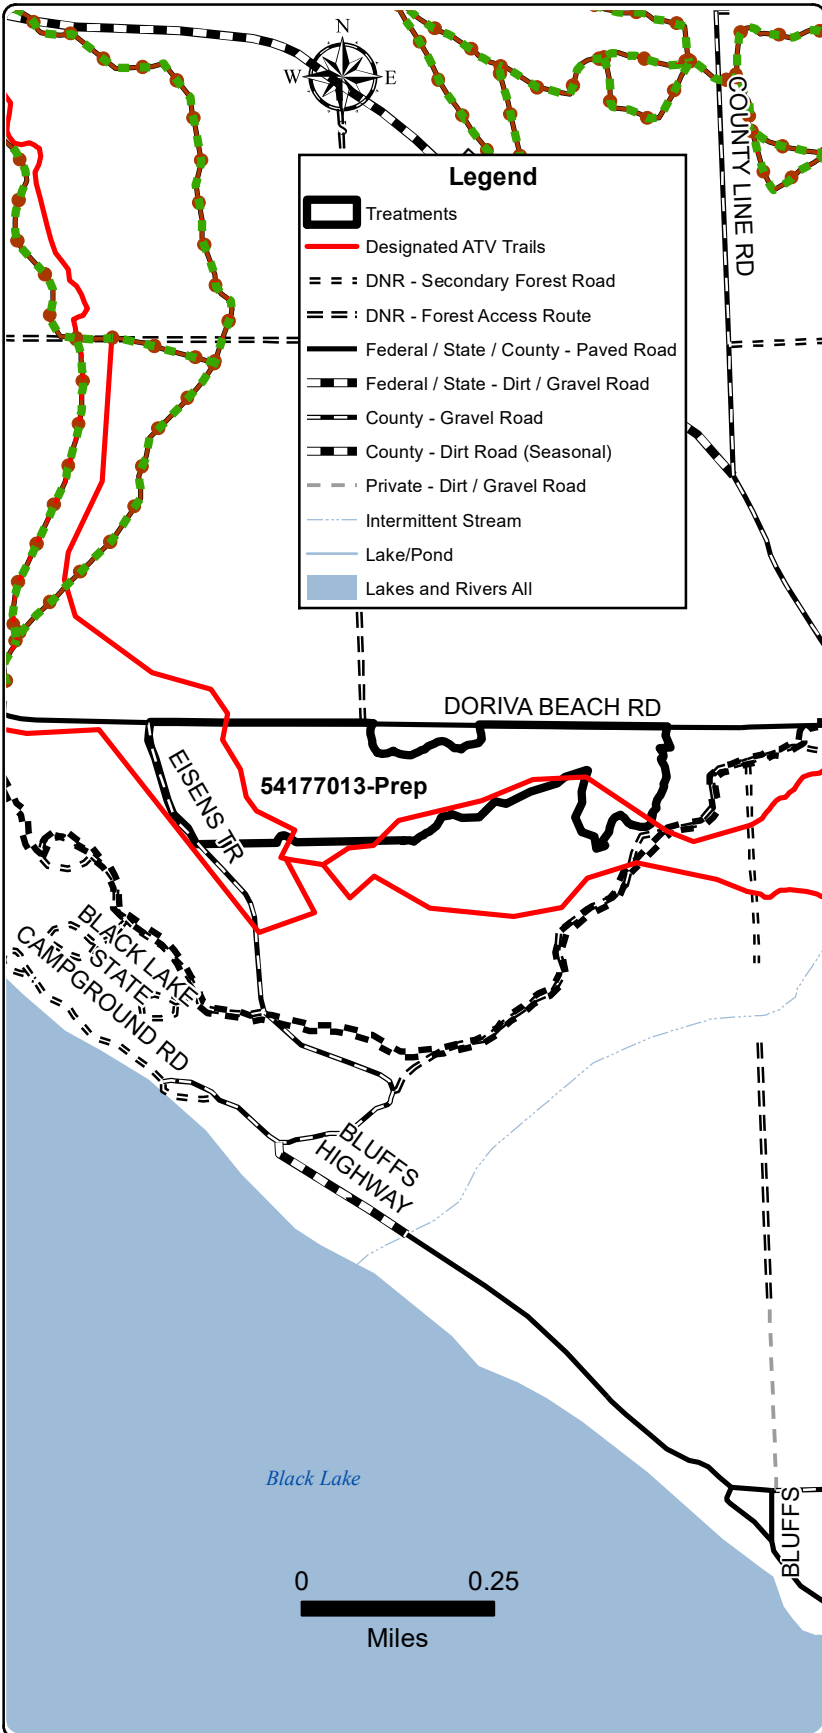 N
W
E
S
COUNTY LINE RD
Legend
Treatments
Designated ATV Trails
DNR - Secondary Forest Road
DNR - Forest Access Route
Federal / State / County - Paved Road
Federal / State - Dirt / Gravel Road
County - Gravel Road
County - Dirt Road (Seasonal)
Private - Dirt / Gravel Road
Intermittent Stream
Lake/Pond
Lakes and Rivers All
DORIVA BEACH RD
EISENS TR
54177013-Prep
BLACK LAKE
STATE
CAMPGROUND RD
BLUFFS
HIGHWAY
Black Lake
BLUFFS
0 0.25
Miles